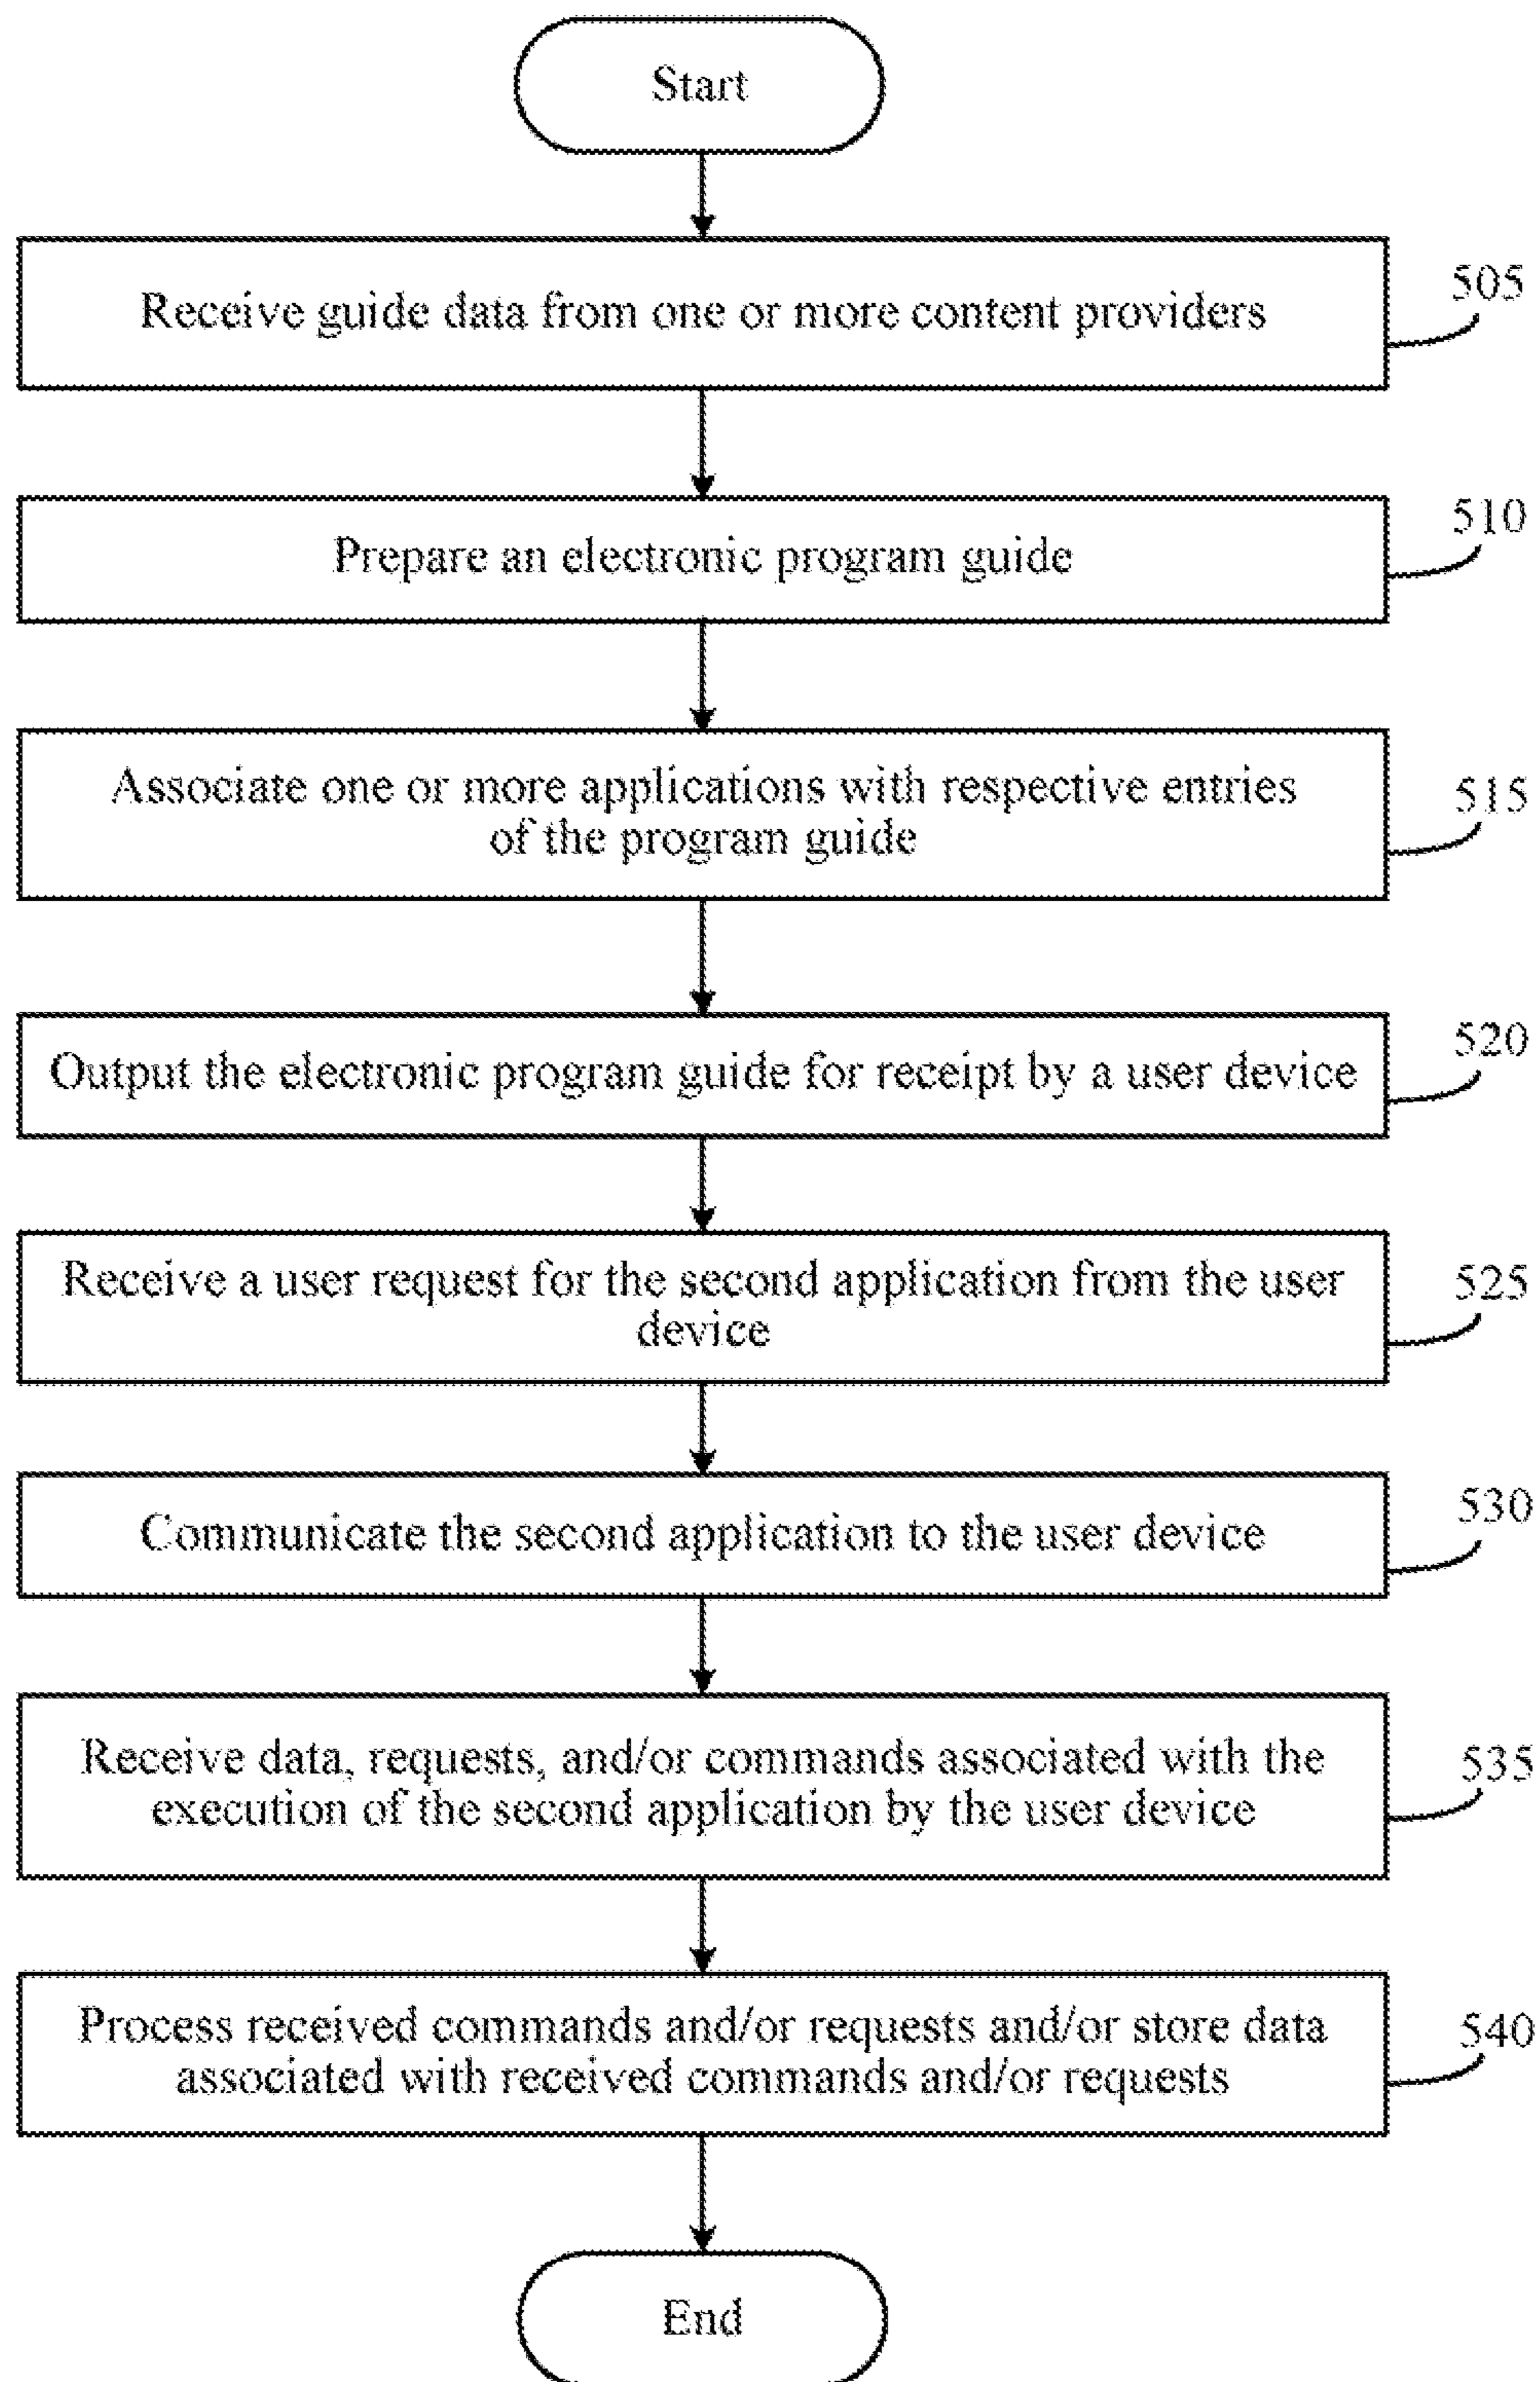 Start
Receive guide data from one or more content providers
505
Prepare an electronic program guide
510
Associate one or more applications with respective entries
of the program guide
515
Output the electronic program guide for receipt by a user device
520
Receive a user request for the second application from the user
device
525
Communicate the second application to the user device
530
Receive data, requests, and/or commands associated with the
execution of the second application by the user device
535
Process received commands and/or requests and/or store data
associated with received commands and/or requests
540
End